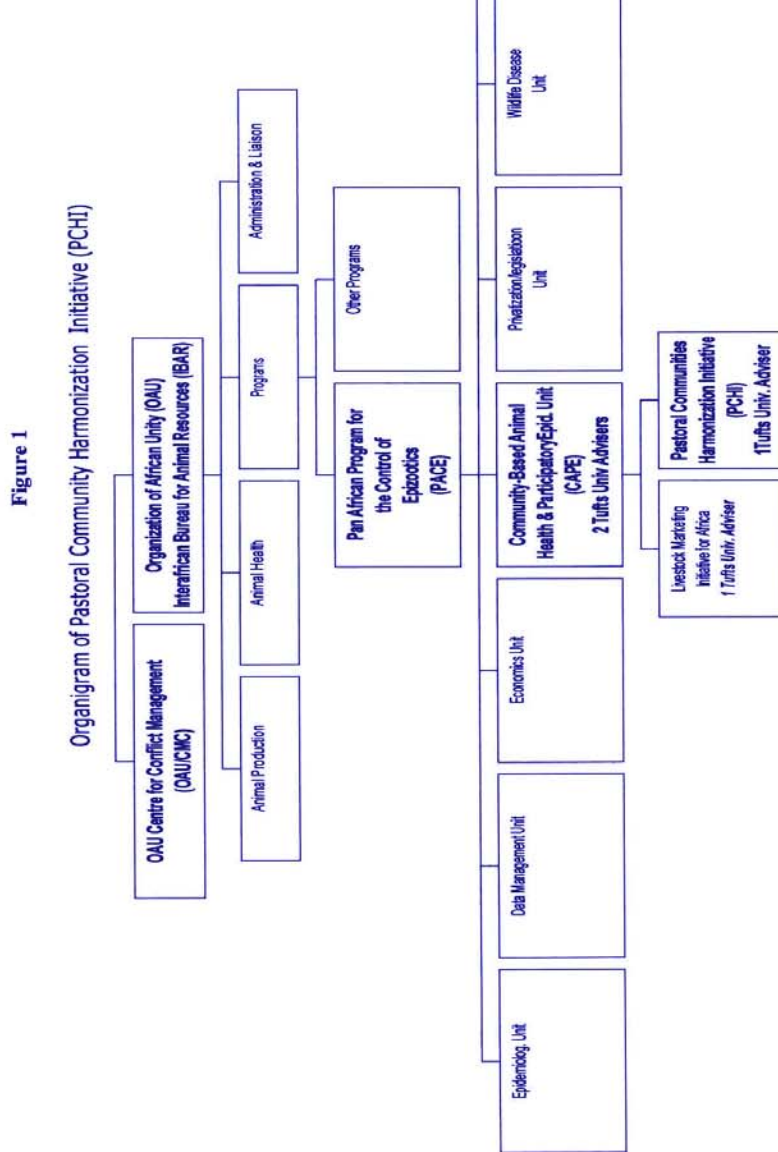 Figure 1
Organigram of Pastoral Community Harmonization Initiative (PCHI)
OAU Centre for Conflict Management
(OAU/CMC)
Organization of African Unity (OAU)
Interafrican Bureau for Animal Resources (IBAR)
Animal Production
Animal Health
Programs
Administration & Liaison
Pan African Program for
the Control of
Epizootics
(PACE)
Other Programs
Epidemiolog. Unit
Data Management Unit
Economics Unit
Community-Based Animal
Health & ParticipatoryEpid. Unit
(CAPE)
2 Tufts Univ Advisers
Privatization/legislatioon
Unit
Wildlife Disease
Unit
Livestock Marketing
Initiative for Africa
1 Tufts Univ. Adviser
Pastoral Communities
Harmonization Initiative
(PCHI)
1Tufts Univ. Adviser